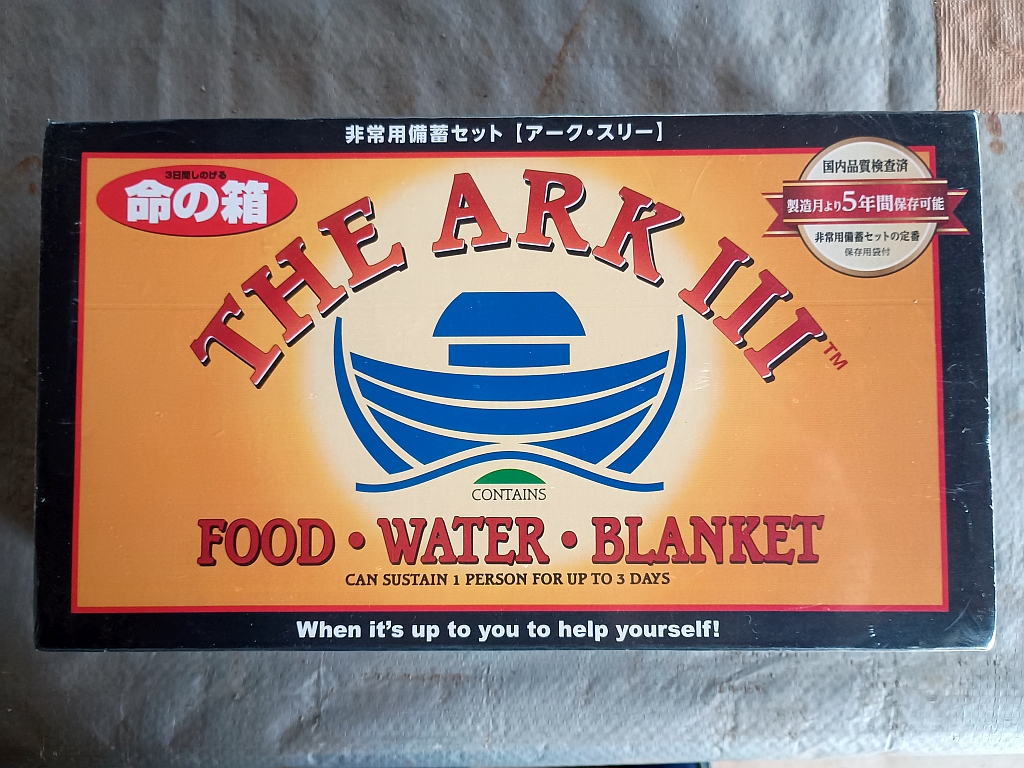 非常用備蓄セット【アーク・スリー】
3日間しのげる
命の箱
国内品質検査済
製造月より5年間保存可能
非常用備蓄セットの定番
保存用袋付
THE ARK III™
CONTAINS
FOOD • WATER • BLANKET
CAN SUSTAIN 1 PERSON FOR UP TO 3 DAYS
When it's up to you to help yourself!